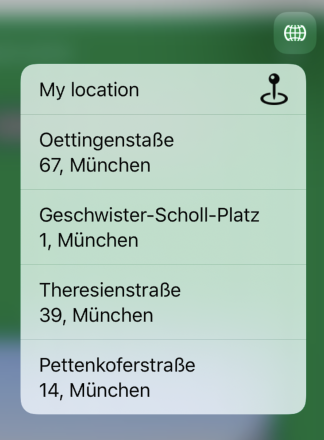 My location
Oettingenstaße
67, München
Geschwister-Scholl-Platz
1, München
Theresienstraße
39, München
Pettenkoferstraße
14, München